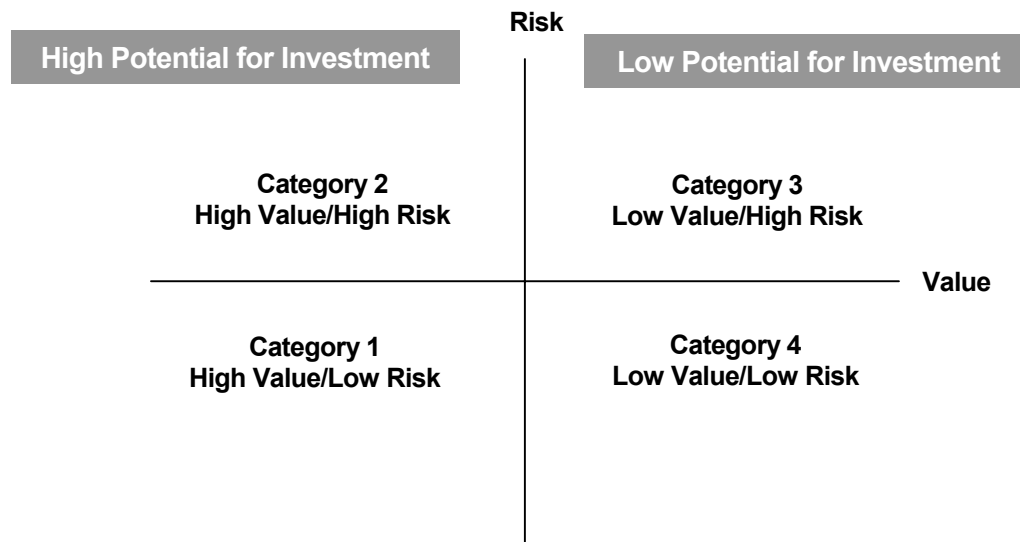 Risk
High Potential for Investment
Low Potential for Investment
Category 2
High Value/High Risk
Category 3
Low Value/High Risk
Value
Category 1
High Value/Low Risk
Category 4
Low Value/Low Risk